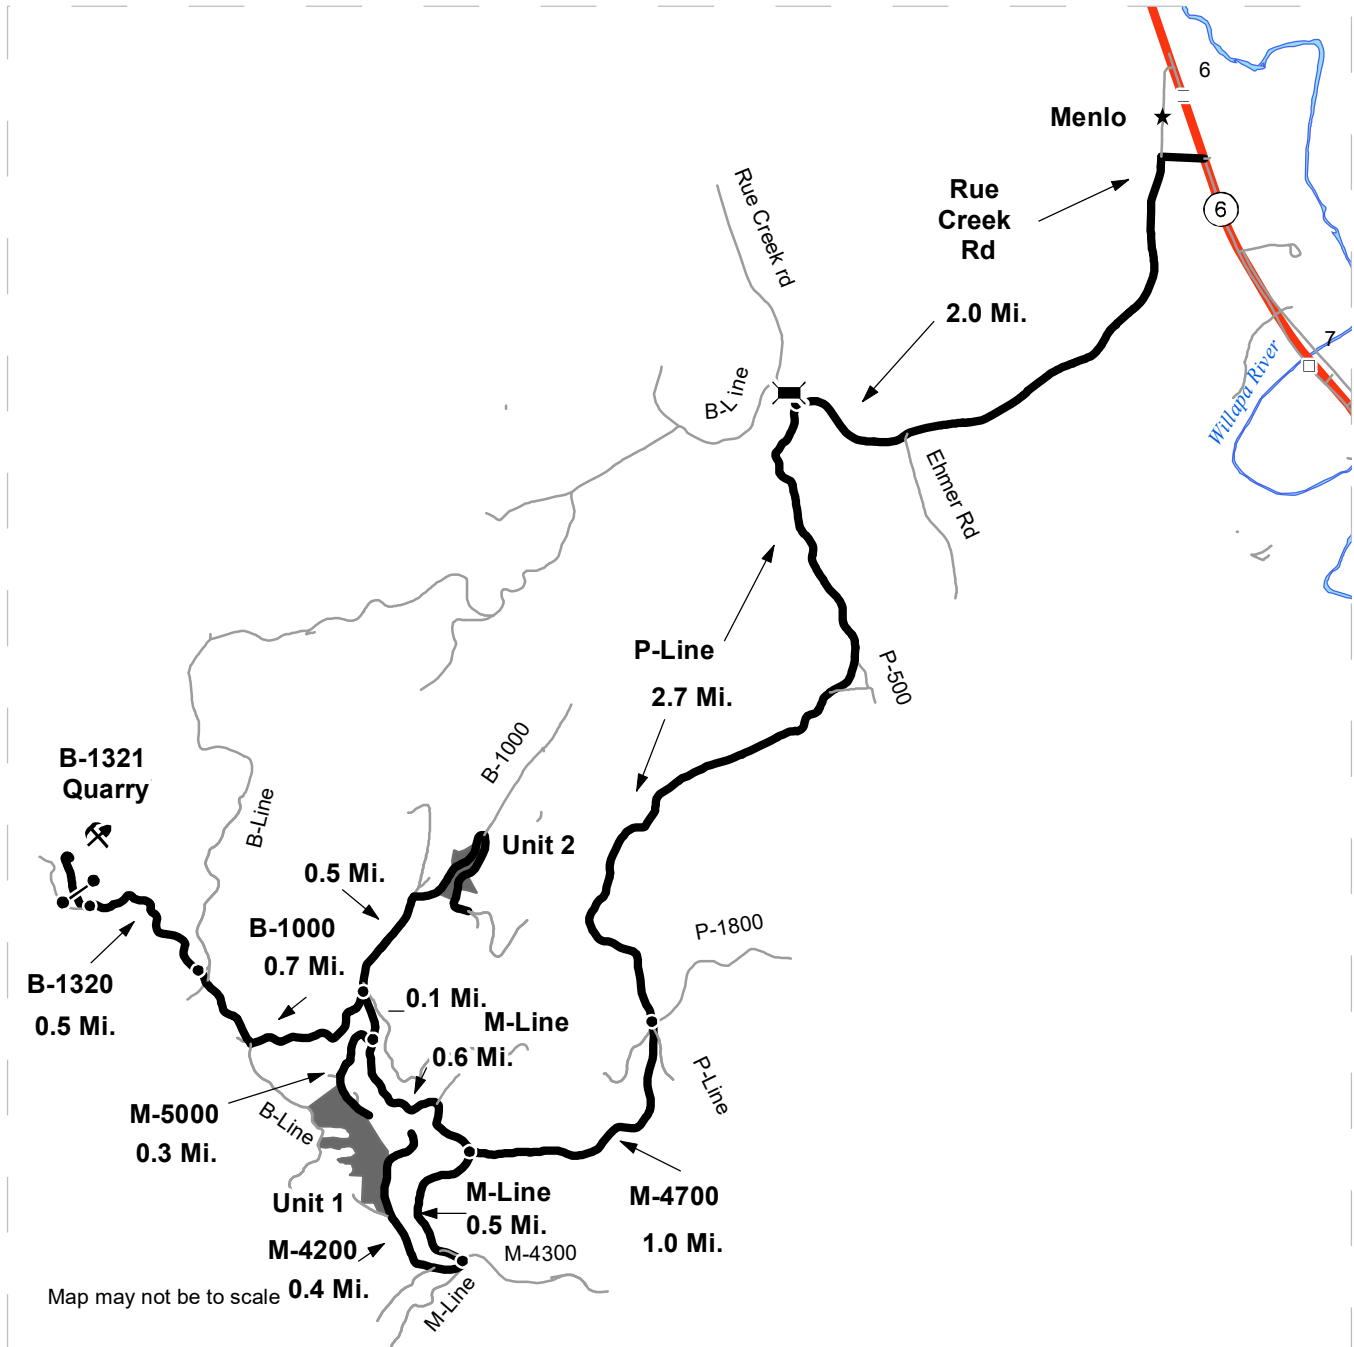 6
Menlo
Rue
Creek
Rd
6
Rue Creek rd
2.0 Mi.
7
Willapa River
B-Line
Ehmer Rd
P-Line
2.7 Mi.
P-500
B-1000
B-1321
Quarry
B-Line
Unit 2
0.5 Mi.
B-1000
0.7 Mi.
P-1800
B-1320
0.5 Mi.
0.1 Mi.
M-Line
0.6 Mi.
P-Line
M-5000
0.3 Mi.
B-Line
Unit 1
M-Line
0.5 Mi.
M-4700
1.0 Mi.
M-4200
0.4 Mi.
M-4300
M-Line
Map may not be to scale